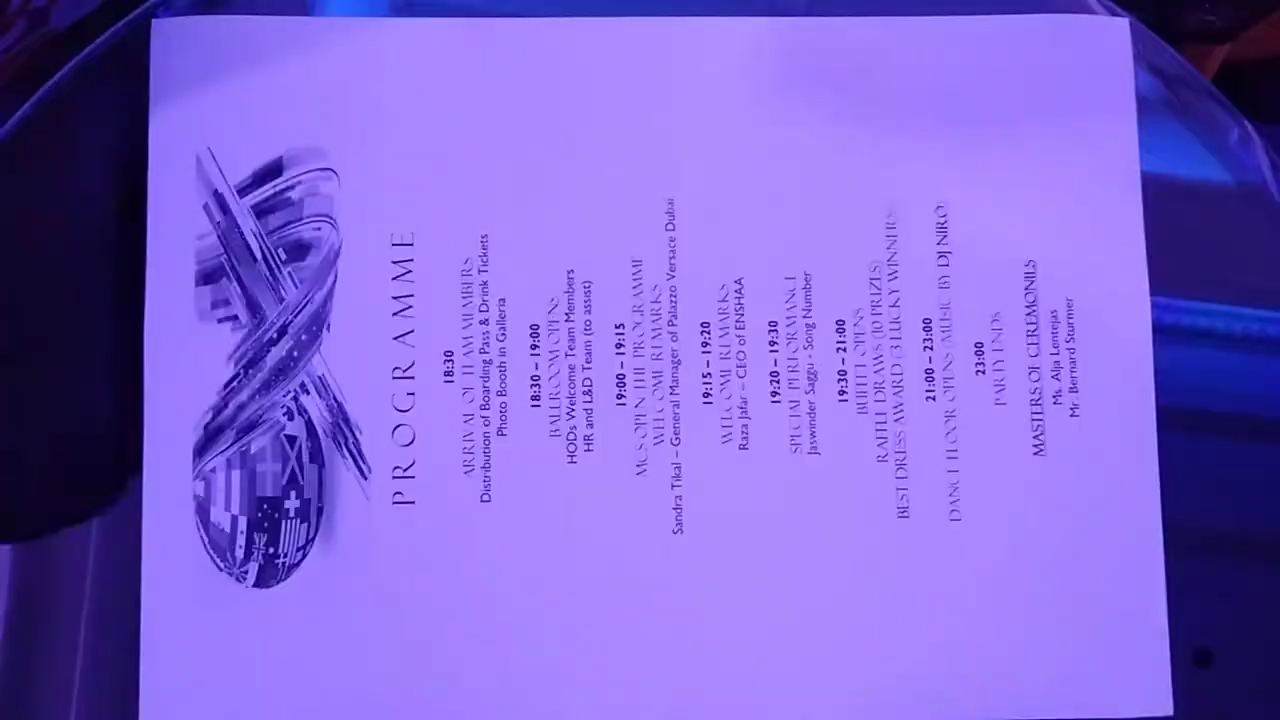 PROGRAMME
18:30
ARRIVAL OF TEAM MEMBERS
Distribution of Boarding Pass & Drink Tickets
Photo Booth in Galleria
18:30 – 19:00
BALLROOM OPENS
HODs Welcome Team Members
HR and L&D Team (to assist)
19:00 – 19:15
MCS OPEN THE PROGRAMME
WELCOME REMARKS
Sandra Tikal – General Manager of Palazzo Versace Dubai
19:15 – 19:20
WELCOME REMARKS
Raza Jafar – CEO of ENSHAA
19:20 – 19:30
SPECIAL PERFORMANCE
Jaswinder Saggu - Song Number
19:30 – 21:00
BUFFET OPENS
RAFFLE DRAWS (10 PRIZES)
BEST DRESS AWARD (3 LUCKY WINNERS)
21:00 – 23:00
DANCE FLOOR OPENS (MUSIC BY DJ NIRO)
23:00
PARTY ENDS
MASTERS OF CEREMONIES
Ms. Alja Lentejas
Mr. Bernard Sturmer